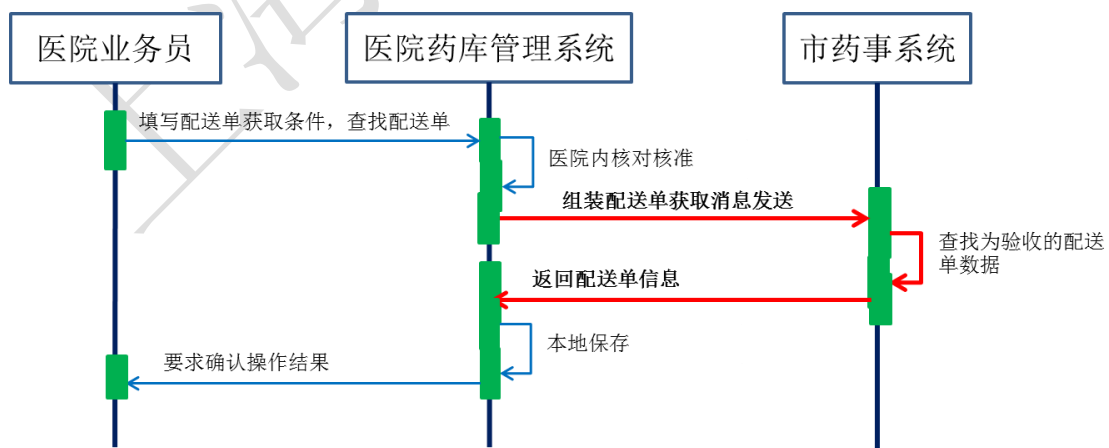 医院业务员
医院药库管理系统
市药事系统
填写配送单获取条件，查找配送单
医院内核对核准
组装配送单获取消息发送
查找为验收的配送
单数据
返回配送单信息
本地保存
要求确认操作结果